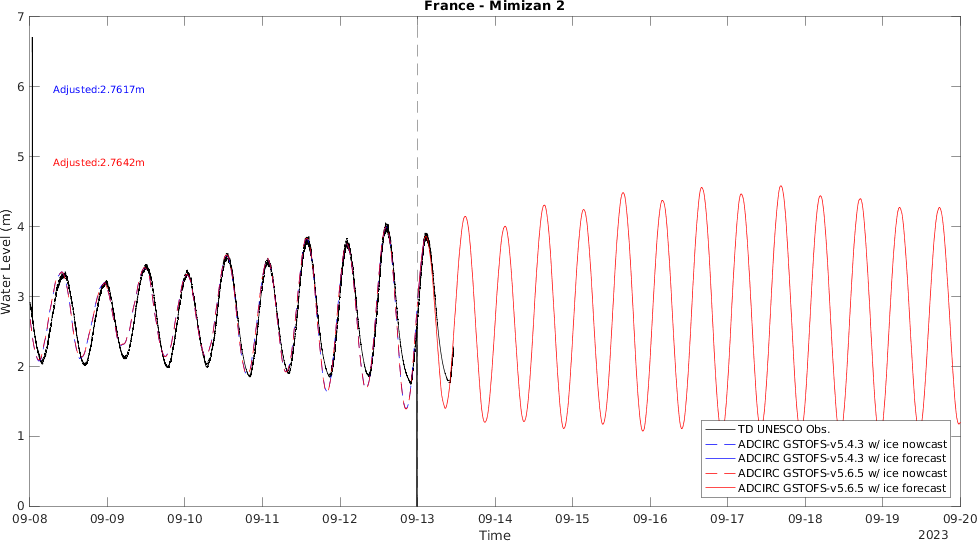 France - Mimizan 2
7
6
5
4
3
2
1
0
Water Level (m)
Adjusted:2.7617m
Adjusted:2.7642m
TD UNESCO Obs.
ADCIRC GSTOFS-v5.4.3 w/ ice nowcast
ADCIRC GSTOFS-v5.4.3 w/ ice forecast
ADCIRC GSTOFS-v5.6.5 w/ ice nowcast
ADCIRC GSTOFS-v5.6.5 w/ ice forecast
09-08 09-09 09-10 09-11 09-12 09-13 09-14 09-15 09-16 09-17 09-18 09-19 09-20
Time
2023